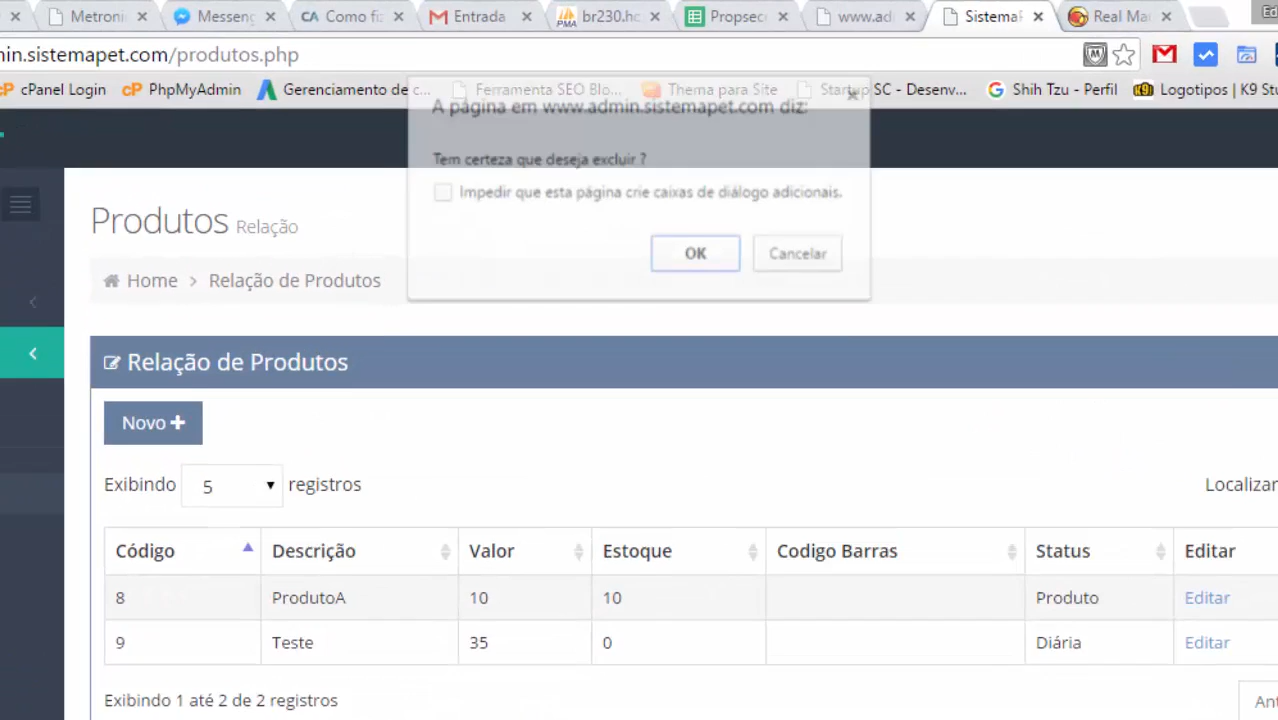 Metroni
Messeng
Como fi
Entrada
br230.hc
Propsec
www.ad
Sistema
Real Ma
min.sistemapet.com/produtos.php
cPanel Login
PhpMyAdmin
Gerenciamento de c...
Ferramenta SEO Blo...
Thema para Site
Startup SC - Desenv...
Shih Tzu - Perfil
Logotipos | K9 Stu
A página em www.admin.sistemapet.com diz:
Tem certeza que deseja excluir ?
Impedir que esta página crie caixas de diálogo adicionais.
OK
Cancelar
Produtos Relação
Home > Relação de Produtos
Relação de Produtos
Novo
Exibindo 5 registros
Localizar
Código Descrição Valor Estoque Codigo Barras Status Editar
8 ProdutoA 10 10 Produto Editar
9 Teste 35 0 Diária Editar
Exibindo 1 até 2 de 2 registros
Ant